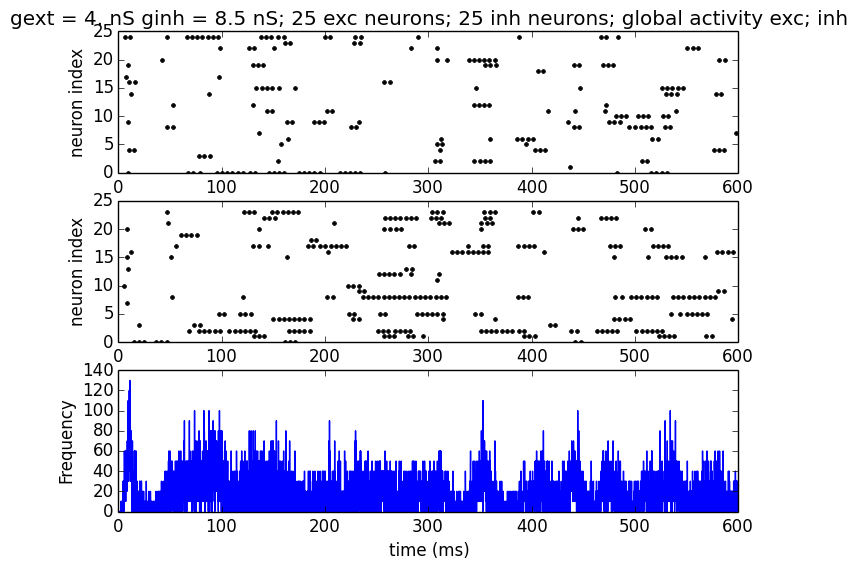 gext = 4. nS ginh = 8.5 nS; 25 exc neurons; 25 inh neurons; global activity exc; inh
25
20
15
10
5
0
neuron index
0 100 200 300 400 500 600
25
20
15
10
5
0
neuron index
0 100 200 300 400 500 600
140
120
100
80
60
40
20
0
Frequency
0 100 200 300 400 500 600
time (ms)